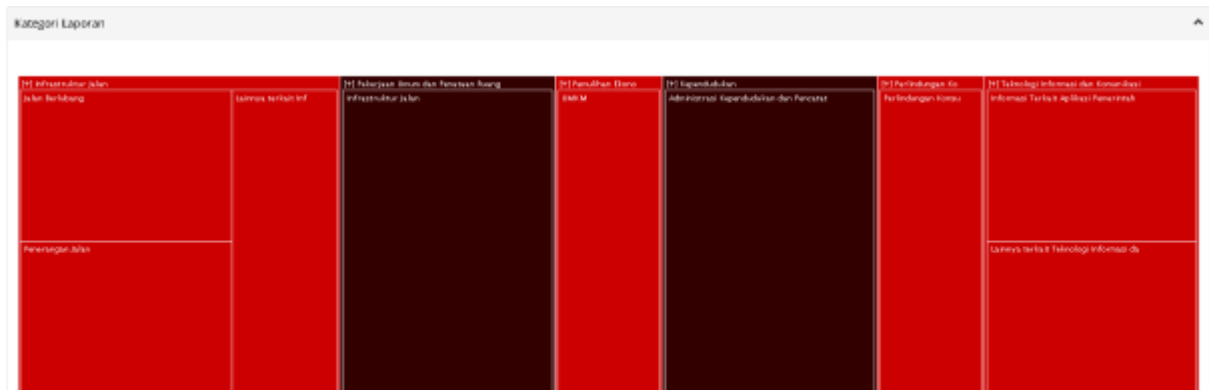 Kategori Laporan
[+] Infrastruktur Jalan
[+] Pekerjaan Umum dan Penataan Ruang
[+] Pemulihan Ekono
[+] Kependudukan
[+] Perlindungan Ko
[+] Teknologi Informasi dan Komunikasi
Jalan Berlubang
Lainnya terkait Inf
Infrastruktur Jalan
UMKM
Administrasi Kependudukan dan Pencatat
Perlindungan Konsu
Informasi Terkait Aplikasi Pemerintah
Penerangan Jalan
Lainnya terkait Teknologi Informasi da